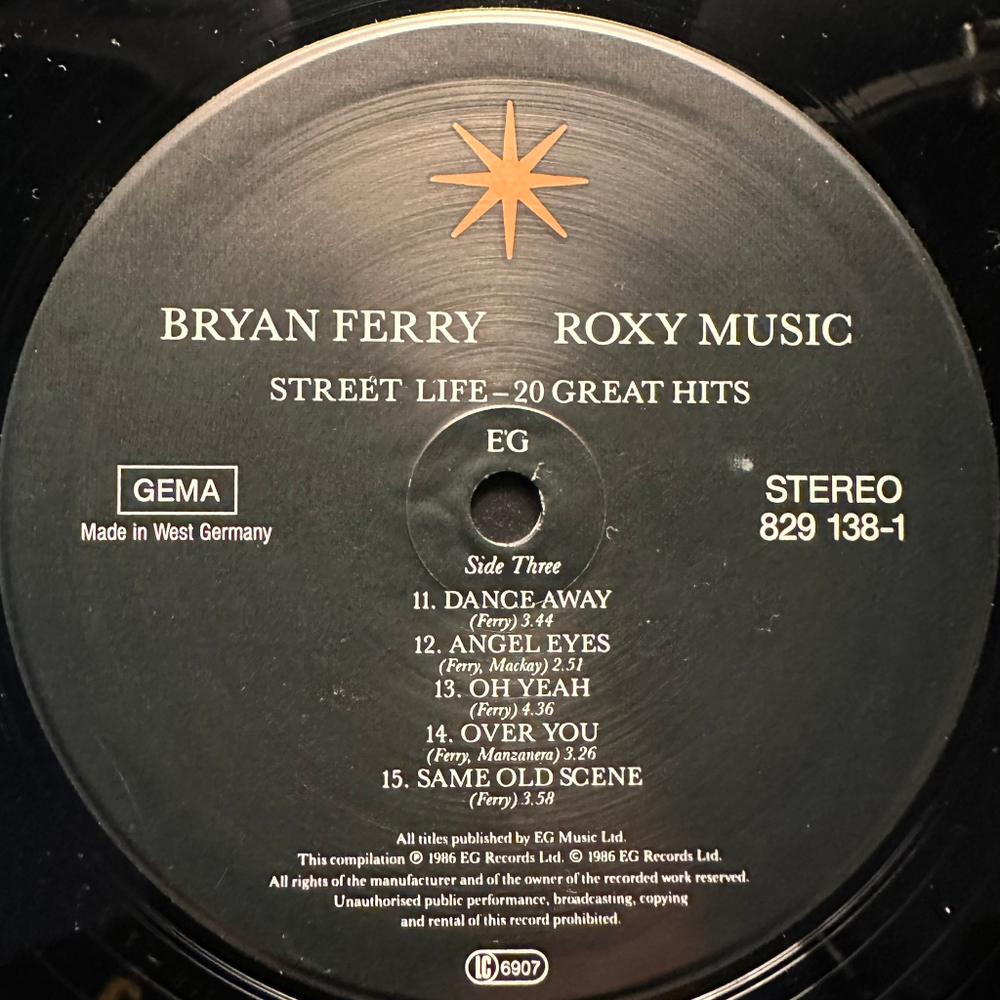 BRYAN FERRY ROXY MUSIC
STREET LIFE–20 GREAT HITS
E'G
GEMA
Made in West Germany
STEREO
829 138-1
Side Three
11. DANCE AWAY
(Ferry) 3.44
12. ANGEL EYES
(Ferry, Mackay) 2.51
13. OH YEAH
(Ferry) 4.36
14. OVER YOU
(Ferry, Manzanera) 3.26
15. SAME OLD SCENE
(Ferry) 3.58
All titles published by EG Music Ltd.
This compilation ℗ 1986 EG Records Ltd. © 1986 EG Records Ltd.
All rights of the manufacturer and of the owner of the recorded work reserved.
Unauthorised public performance, broadcasting, copying
and rental of this record prohibited.
LC 6907